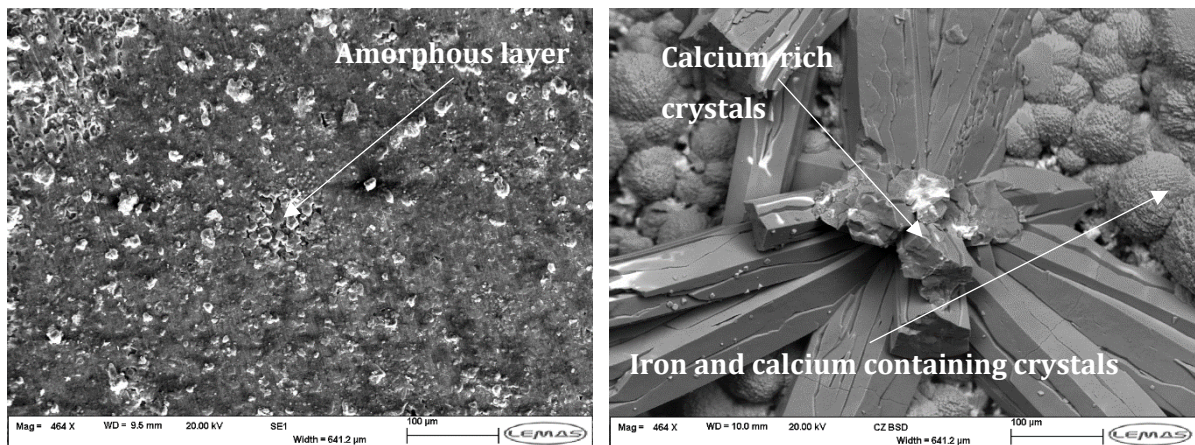 Amorphous layer
Mag = 464 X WD = 9.5 mm 20.00 kV SE1 Width = 641.2 µm 100 µm LEMAS
Calcium rich
crystals
Iron and calcium containing crystals
Mag = 464 X WD = 10.0 mm 20.00 kV CZ BSD Width = 641.2 µm 100 µm LEMAS